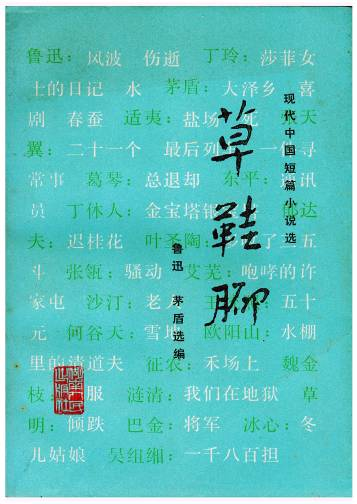 鲁迅：风波 伤逝 丁玲：莎菲女
士的日记 水 茅盾：大泽乡 喜
剧 春蚕 适夷：盐场 死 张天
翼：二十一个 最后列 一 寻
常事 葛琴：总退却 东平： 讯
员 丁休人：金宝塔银 郁达
夫：迟桂花 叶圣陶： 了三五
斗 张瓴：骚动 艾芜：咆哮的许
家屯 沙汀：老 王 ：五十
元 何谷天：雪地 欧阳山：水棚
里的清道夫 征农：禾场上 魏金
枝： 服 涟清：我们在地狱 草
明：倾跌 巴金：将军 冰心：冬
儿姑娘 吴组缃：一千八百担
现代中国短篇小说选
草鞋脚
鲁迅 茅盾选编